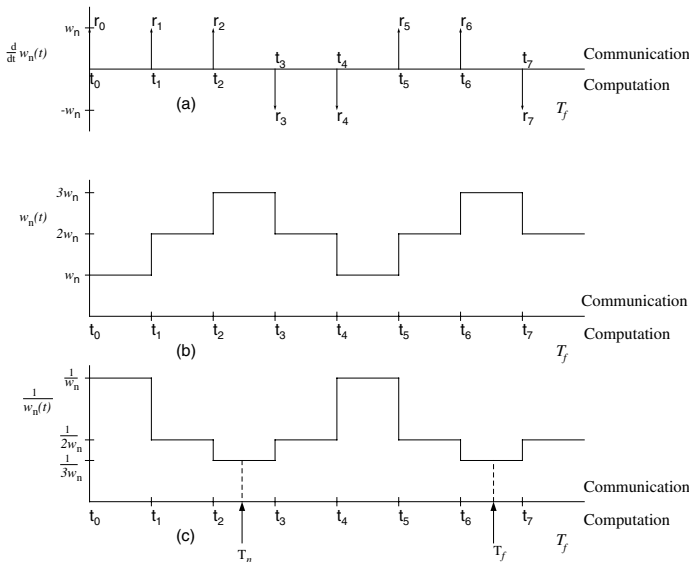 w_n r_0 r_1 r_2 r_5 r_6
d/dt w_n(t) t_3 t_4 t_7 Communication
t_0 t_1 t_2 t_5 t_6 Computation
-w_n (a) r_3 r_4 r_7 T_f
3w_n
w_n(t) 2w_n
w_n
Communication
t_0 t_1 t_2 t_3 t_4 t_5 t_6 t_7 Computation
(b) T_f
1/w_n
1/w_n(t)
1/2w_n
1/3w_n
Communication
t_0 t_1 t_2 t_3 t_4 t_5 t_6 t_7 Computation
(c) T_n T_f T_f